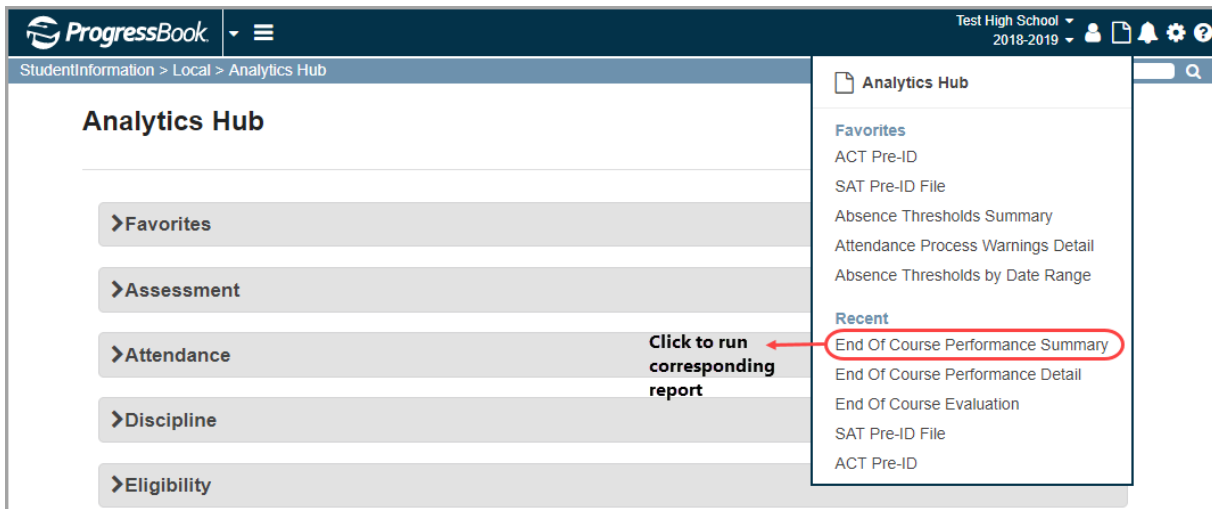 ProgressBook
Test High School
2018-2019
StudentInformation > Local > Analytics Hub
Analytics Hub
Favorites
Assessment
Attendance
Discipline
Eligibility
Click to run
corresponding
report
Analytics Hub
Favorites
ACT Pre-ID
SAT Pre-ID File
Absence Thresholds Summary
Attendance Process Warnings Detail
Absence Thresholds by Date Range
Recent
End Of Course Performance Summary
End Of Course Performance Detail
End Of Course Evaluation
SAT Pre-ID File
ACT Pre-ID